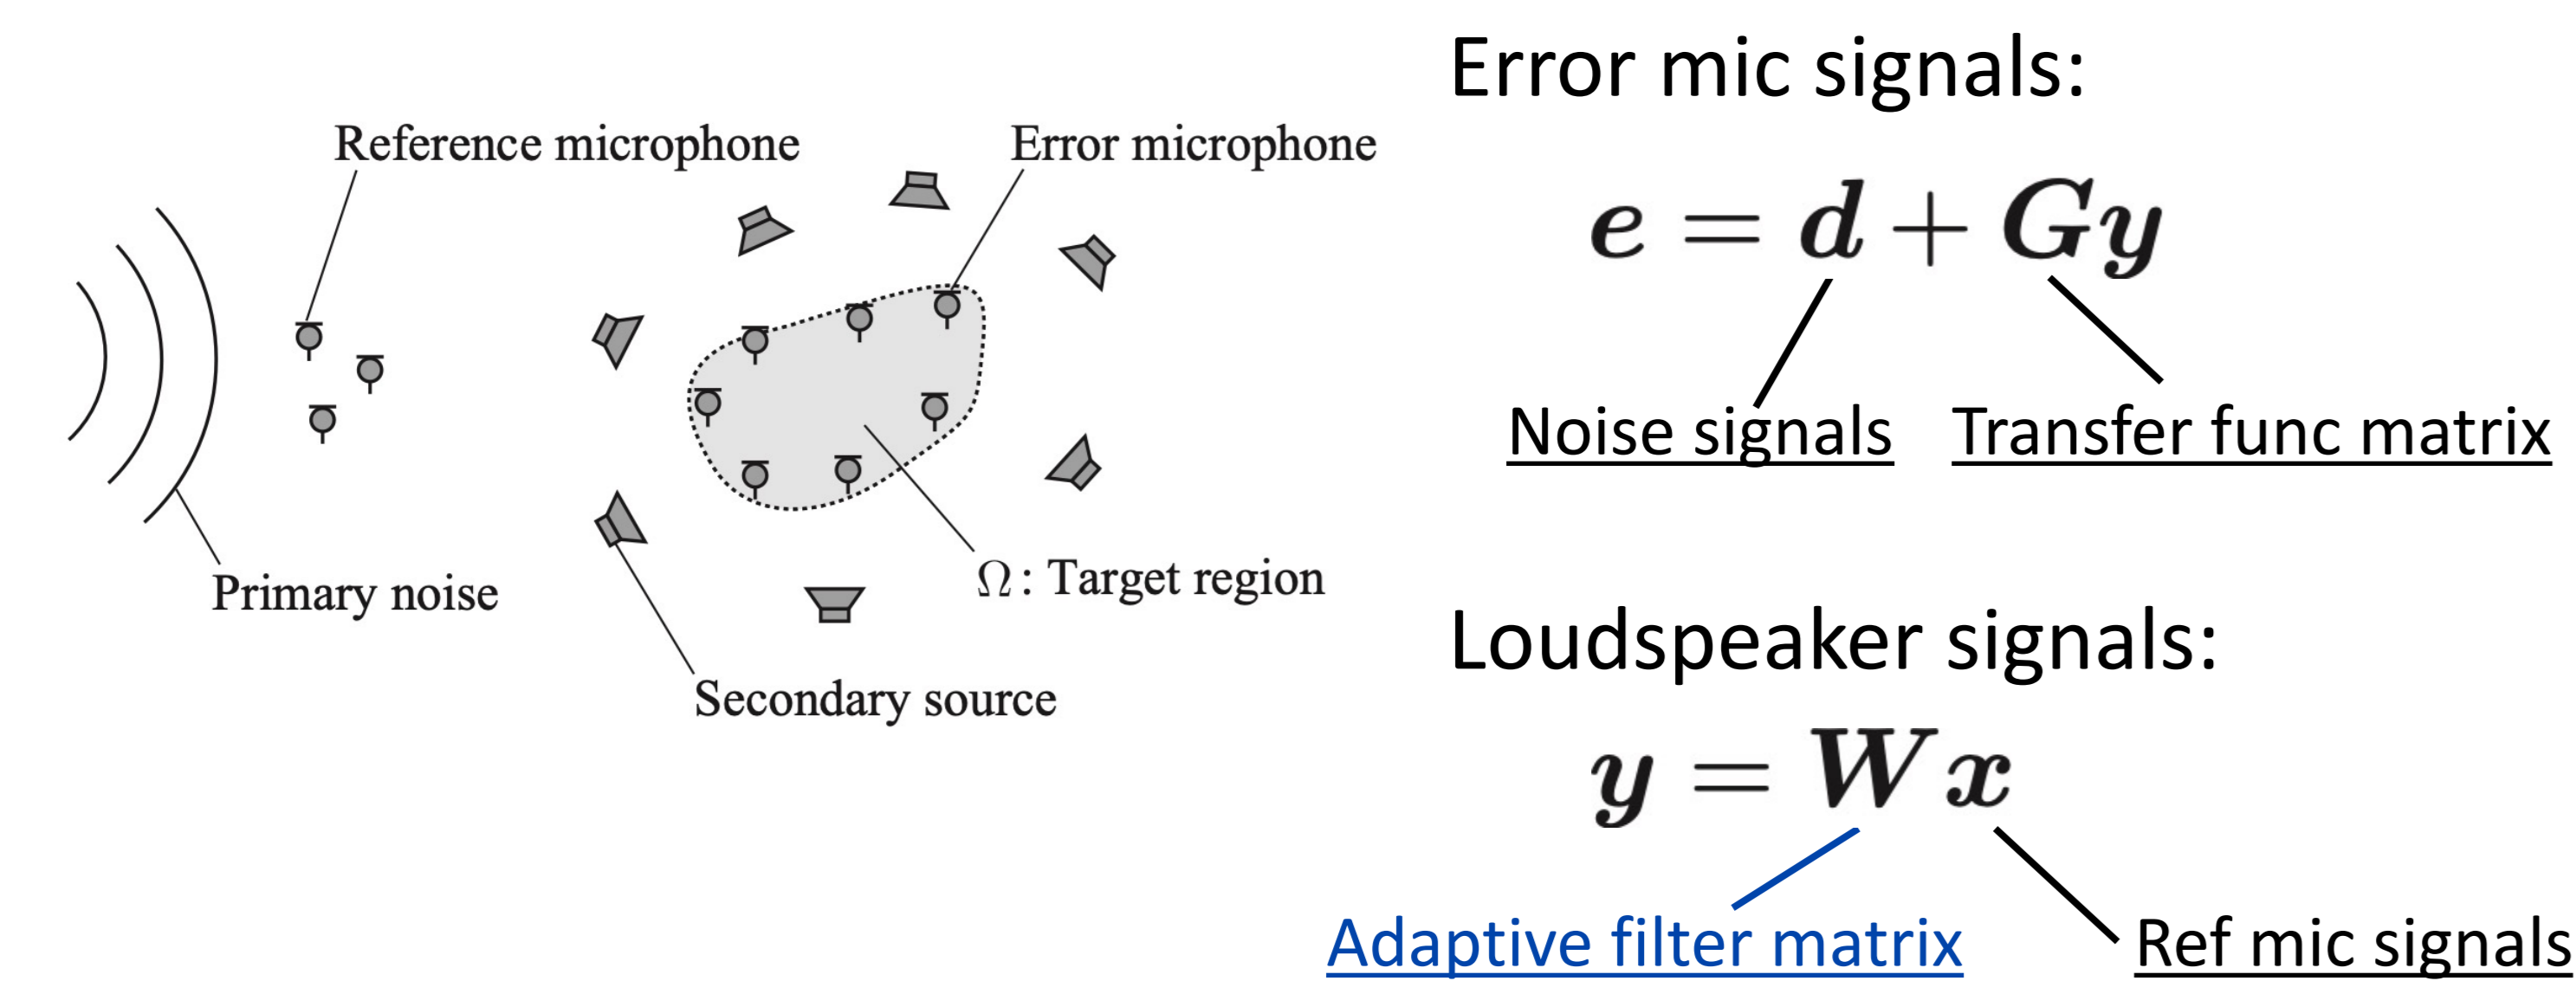 Reference microphone
Error microphone
Primary noise
Ω : Target region
Secondary source
Error mic signals:
e = d + Gy
Noise signals
Transfer func matrix
Loudspeaker signals:
y = Wx
Adaptive filter matrix
Ref mic signals